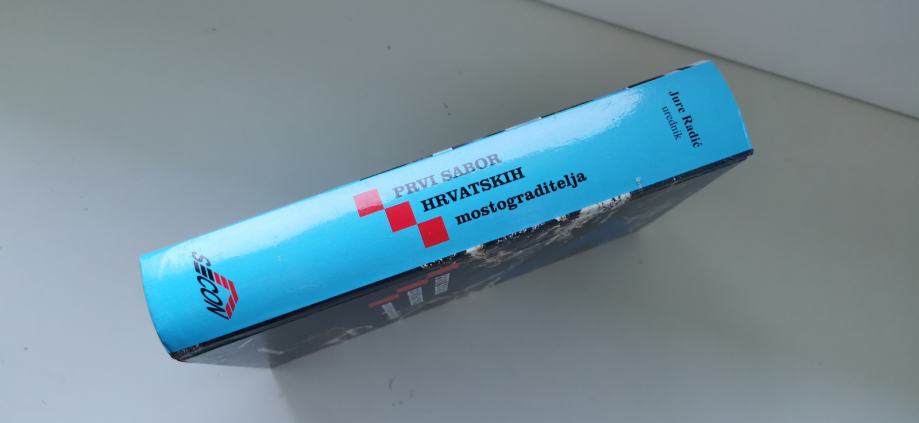 PRVI SABOR
HRVATSKIH
mostograditelja
Jure Radić
urednik
SECON